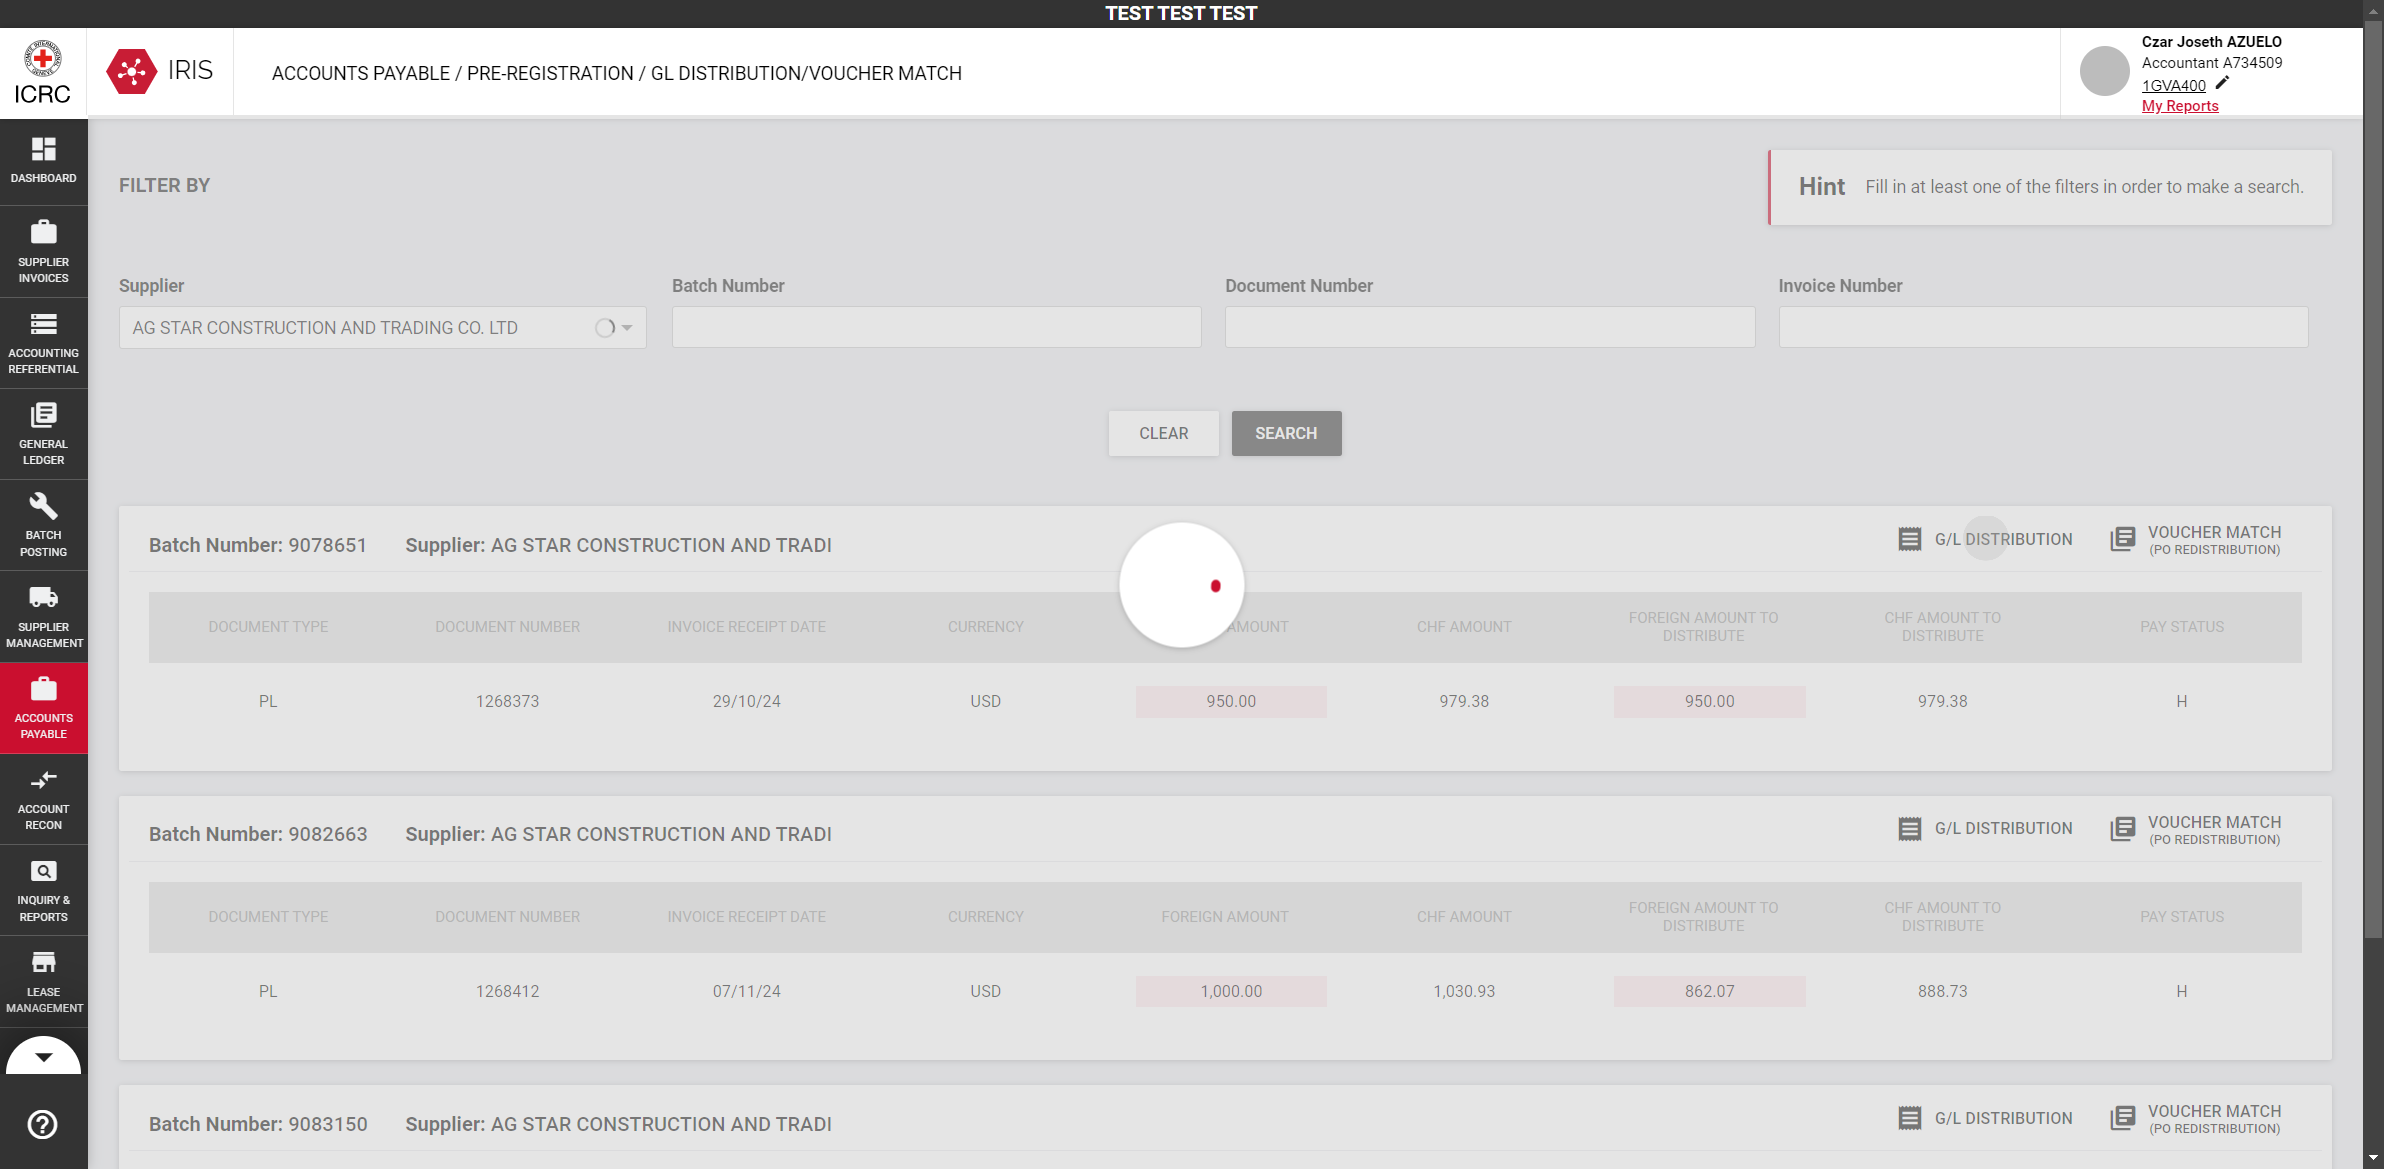 TEST TEST TEST
ICRC
IRIS
ACCOUNTS PAYABLE / PRE-REGISTRATION / GL DISTRIBUTION/VOUCHER MATCH
Czar Joseth AZUELO
Accountant A734509
1GVA400
My Reports
DASHBOARD
SUPPLIER
INVOICES
ACCOUNTING
REFERENTIAL
GENERAL
LEDGER
BATCH
POSTING
SUPPLIER
MANAGEMENT
ACCOUNTS
PAYABLE
ACCOUNT
RECON
INQUIRY &
REPORTS
LEASE
MANAGEMENT
FILTER BY
Hint Fill in at least one of the filters in order to make a search.
Supplier Batch Number Document Number Invoice Number
AG STAR CONSTRUCTION AND TRADING CO. LTD
CLEAR SEARCH
Batch Number: 9078651 Supplier: AG STAR CONSTRUCTION AND TRADI G/L DISTRIBUTION VOUCHER MATCH
(PO REDISTRIBUTION)
DOCUMENT TYPE DOCUMENT NUMBER INVOICE RECEIPT DATE CURRENCY AMOUNT CHF AMOUNT FOREIGN AMOUNT TO DISTRIBUTE CHF AMOUNT TO DISTRIBUTE PAY STATUS
PL 1268373 29/10/24 USD 950.00 979.38 950.00 979.38 H
Batch Number: 9082663 Supplier: AG STAR CONSTRUCTION AND TRADI G/L DISTRIBUTION VOUCHER MATCH
(PO REDISTRIBUTION)
DOCUMENT TYPE DOCUMENT NUMBER INVOICE RECEIPT DATE CURRENCY FOREIGN AMOUNT CHF AMOUNT FOREIGN AMOUNT TO DISTRIBUTE CHF AMOUNT TO DISTRIBUTE PAY STATUS
PL 1268412 07/11/24 USD 1,000.00 1,030.93 862.07 888.73 H
Batch Number: 9083150 Supplier: AG STAR CONSTRUCTION AND TRADI G/L DISTRIBUTION VOUCHER MATCH
(PO REDISTRIBUTION)